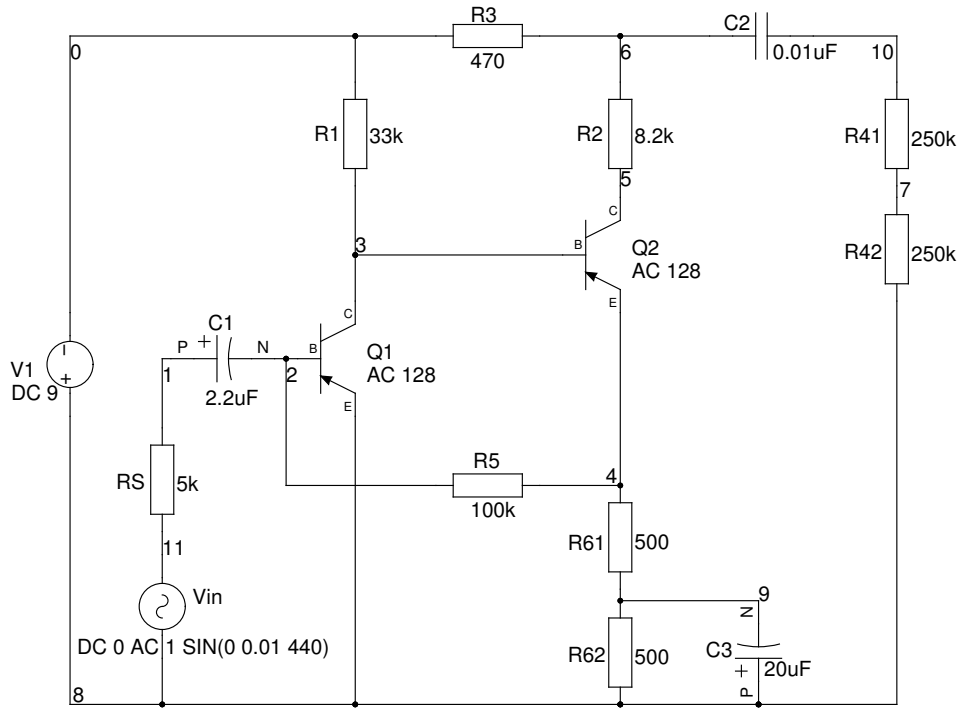 R3
C2
0
470
6
0.01uF
10
R1
33k
R2
8.2k
R41
250k
5
7
C
3
B
Q2
AC 128
R42
250k
E
C1
C
P
+
N
B
Q1
AC 128
V1
DC 9
-
+
1
2.2uF
2
E
R5
4
RS
5k
100k
R61
500
11
Vin
9
N
DC 0 AC 1 SIN(0 0.01 440)
R62
500
C3
+
20uF
P
8